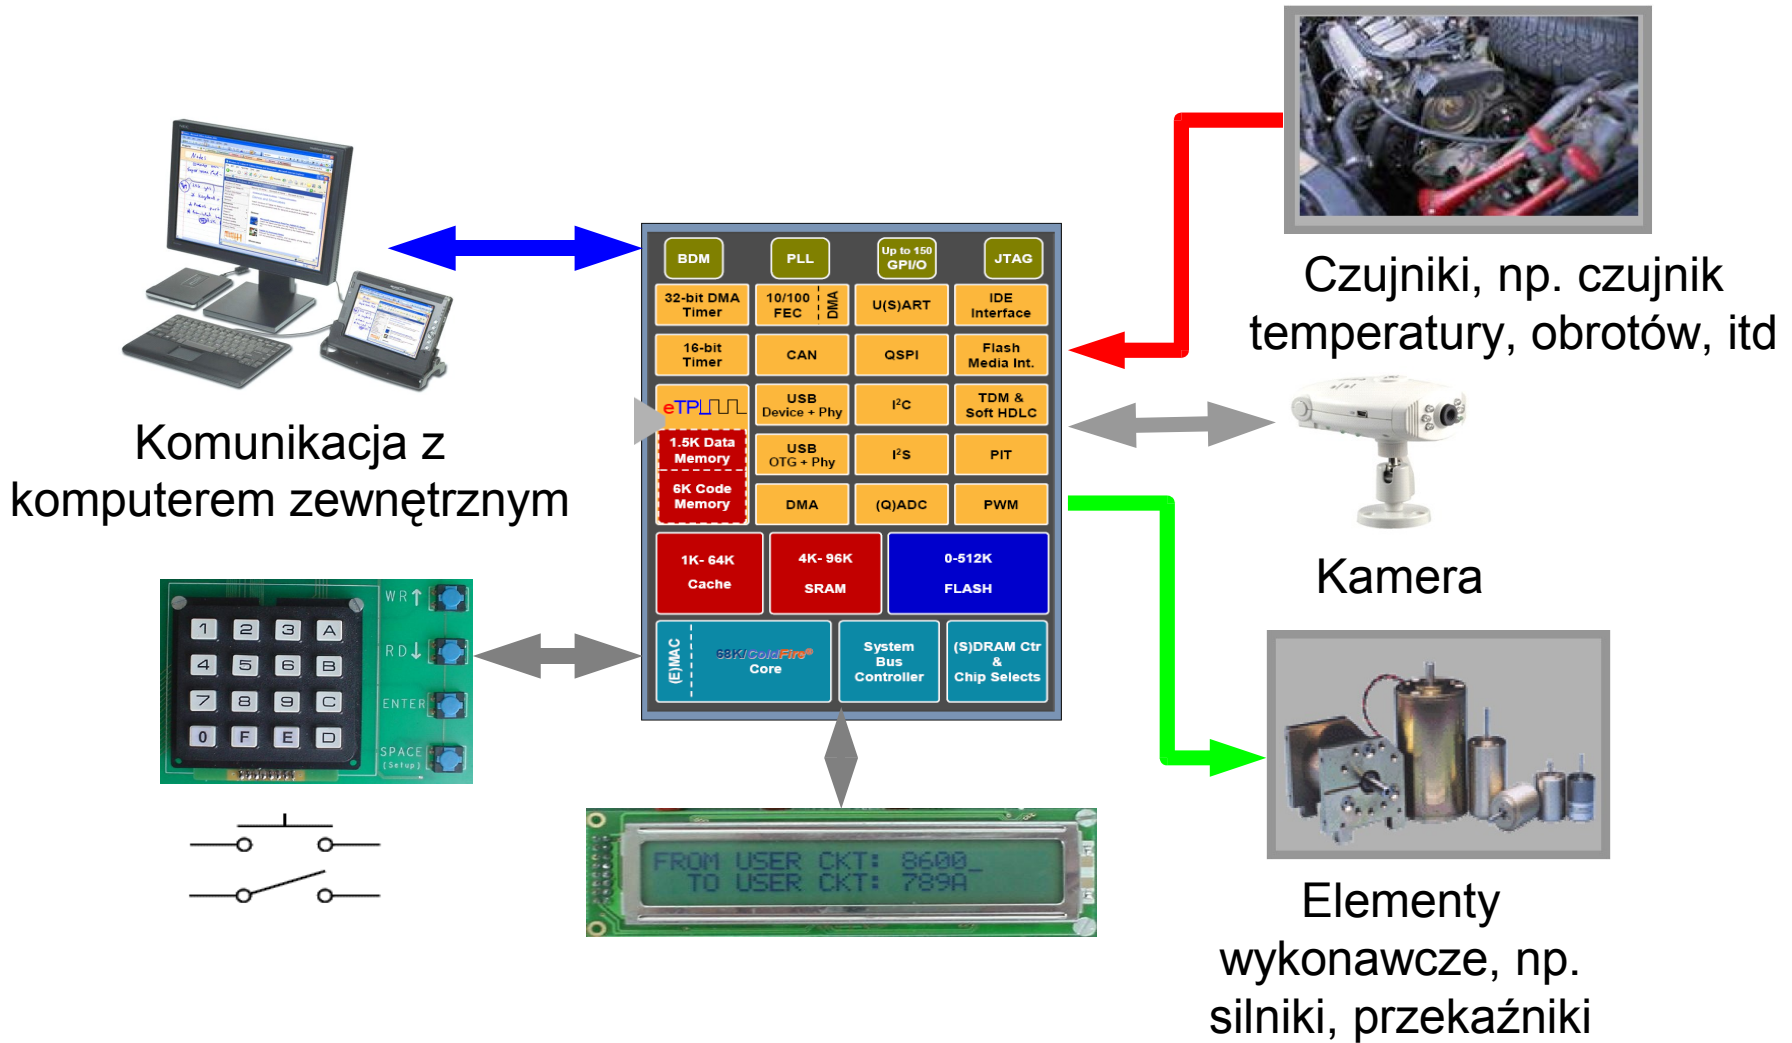 BDM
PLL
Up to 150
GPI/O
JTAG
32-bit DMA
Timer
10/100
FEC
DMA
U(S)ART
IDE
Interface
16-bit
Timer
CAN
QSPI
Flash
Media Int.
eTPU
USB
Device + Phy
I²C
TDM &
Soft HDLC
1.5K Data
Memory
USB
OTG + Phy
I²S
PIT
6K Code
Memory
DMA
(Q)ADC
PWM
1K- 64K
Cache
4K- 96K
SRAM
0-512K
FLASH
(E)MAC
68K/ColdFire®
Core
System
Bus
Controller
(S)DRAM Ctr
&
Chip Selects
Komunikacja z
komputerem zewnętrznym
Czujniki, np. czujnik
temperatury, obrotów, itd
Kamera
Elementy
wykonawcze, np.
silniki, przekaźniki
1 2 3 A
4 5 6 B
7 8 9 C
0 F E D
WR↑
RD↓
ENTER
SPACE
(Setup)
FROM USER CKT: 8600_
TO USER CKT: 789A